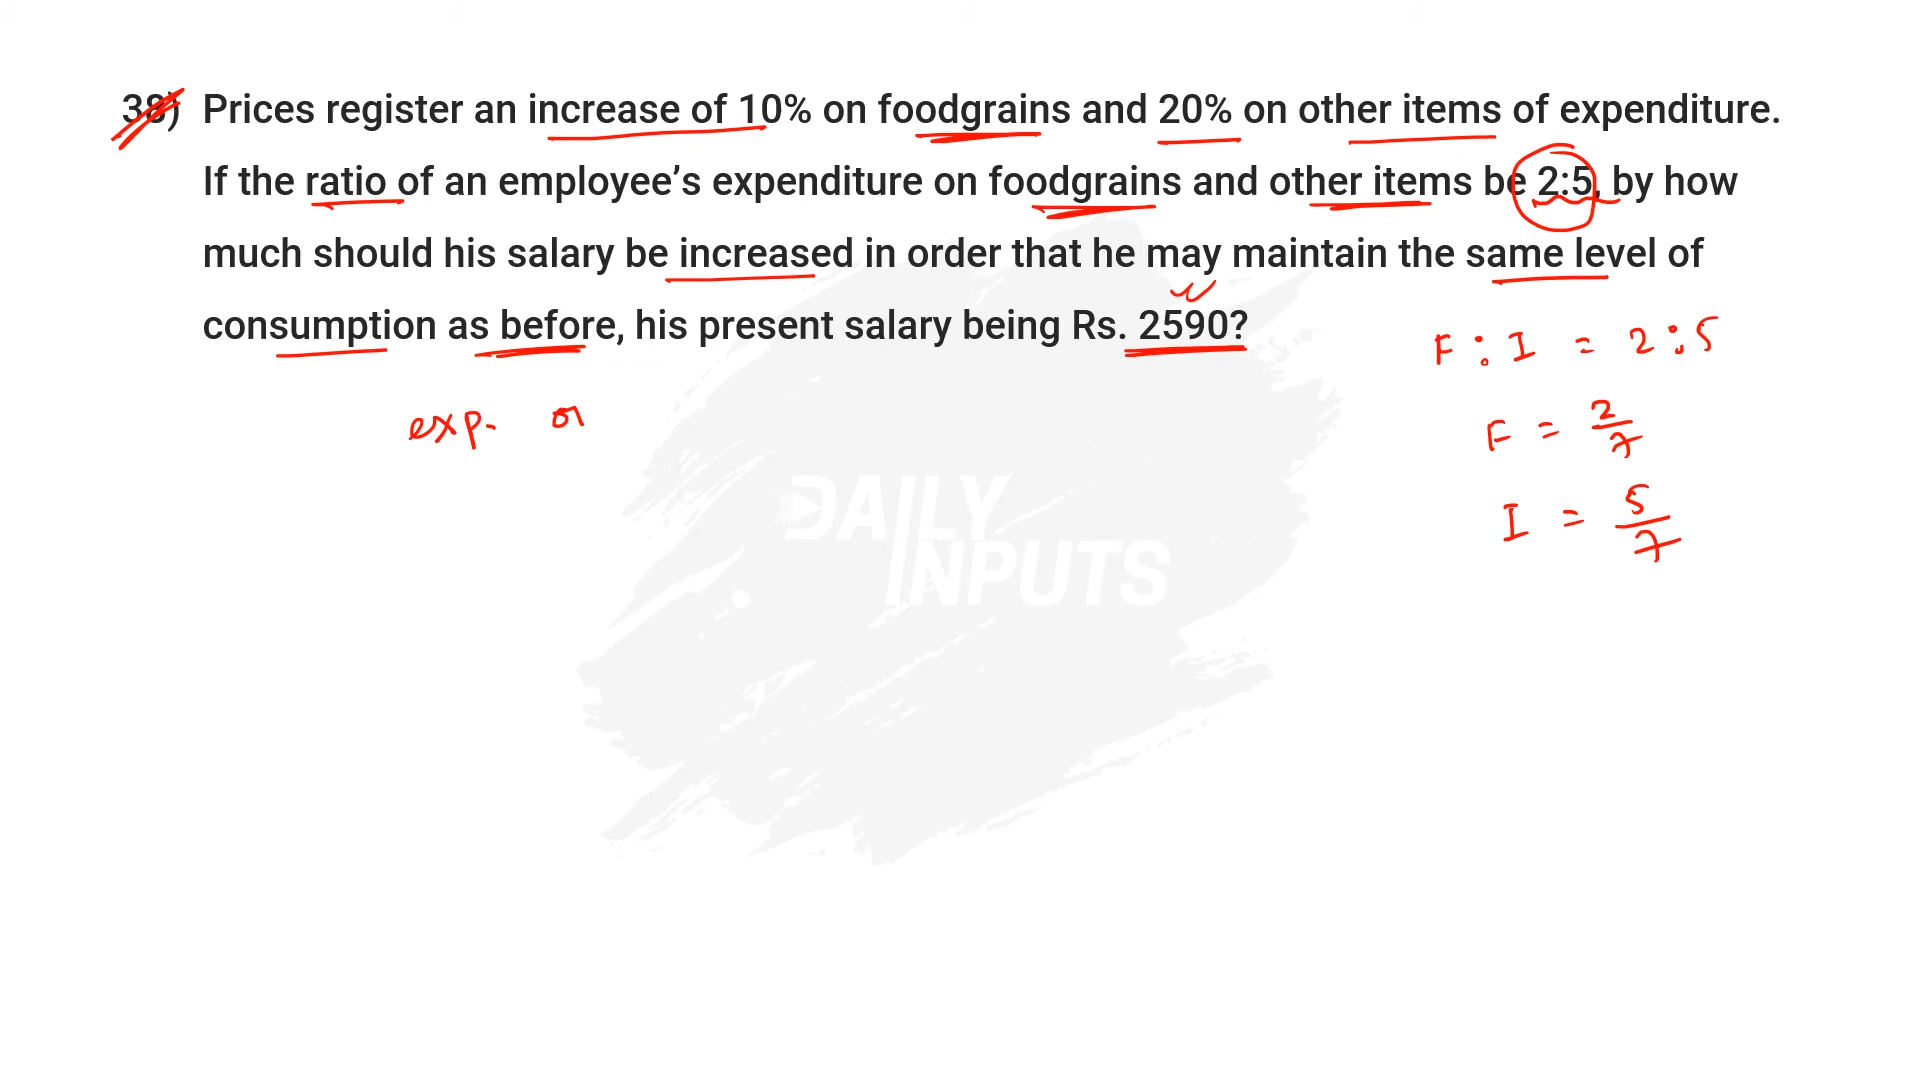 38) Prices register an increase of 10% on foodgrains and 20% on other items of expenditure.
If the ratio of an employee’s expenditure on foodgrains and other items be 2:5, by how
much should his salary be increased in order that he may maintain the same level of
consumption as before, his present salary being Rs. 2590?
F : I = 2 : 5
exp.
F = 2/7
I = 5/7
DAILY
INPUTS